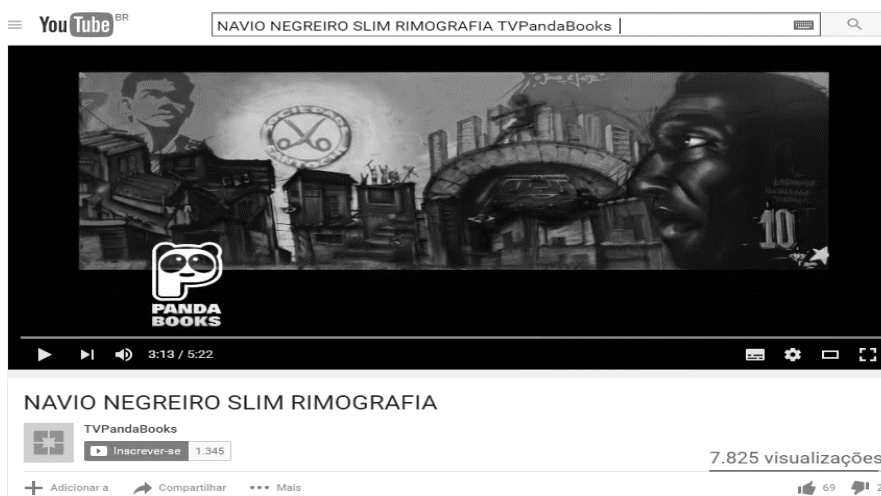 YouTube BR
NAVIO NEGREIRO SLIM RIMOGRAFIA TVPandaBooks
10
PANDA
BOOKS
3:13 / 5:22
NAVIO NEGREIRO SLIM RIMOGRAFIA
TVPandaBooks
Inscrever-se 1.345
7.825 visualizações
Adicionar a Compartilhar Mais 69 2